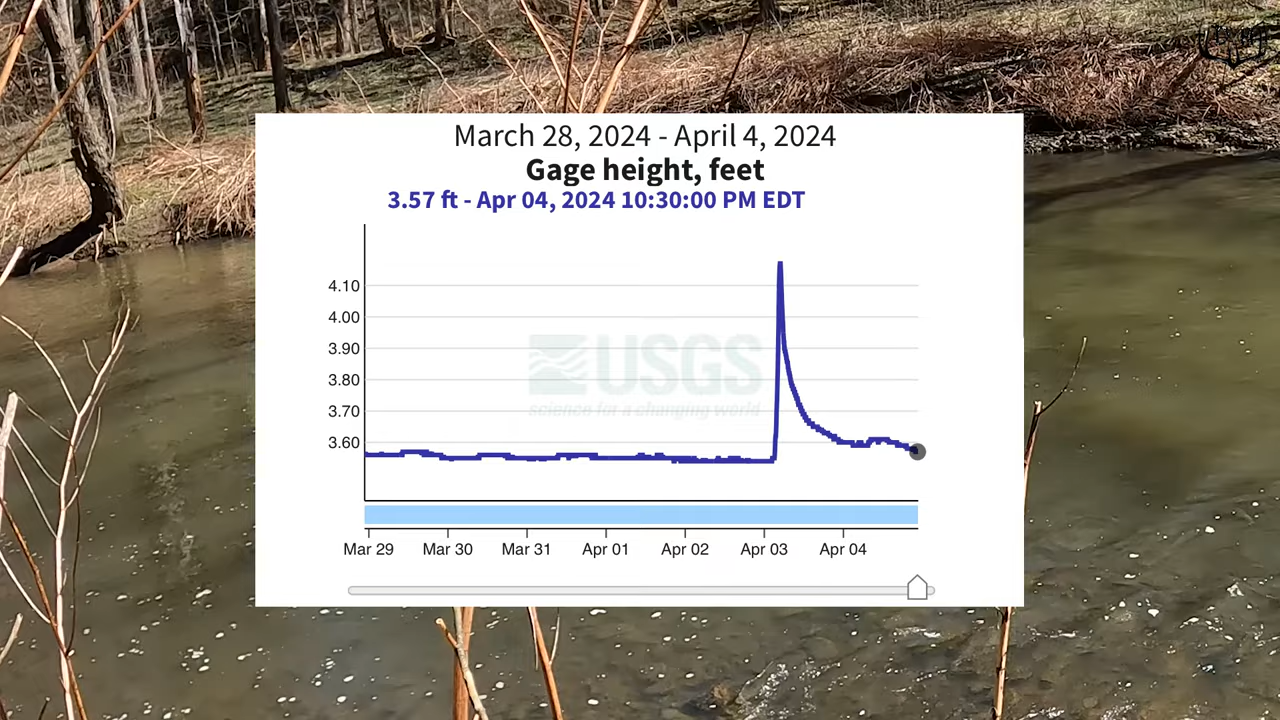 March 28, 2024 - April 4, 2024
Gage height, feet
3.57 ft - Apr 04, 2024 10:30:00 PM EDT
4.10
4.00
3.90
3.80
3.70
3.60
USGS
science for a changing world
Mar 29 Mar 30 Mar 31 Apr 01 Apr 02 Apr 03 Apr 04